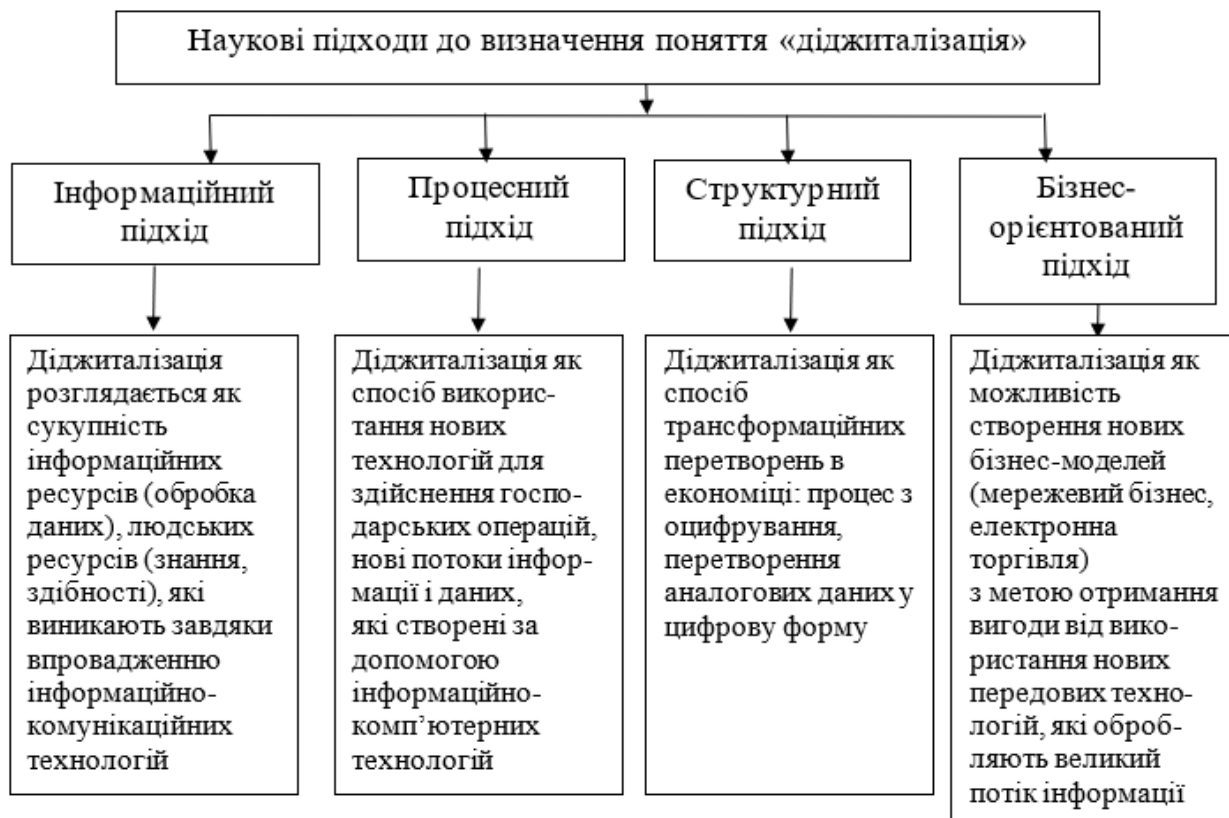 Наукові підходи до визначення поняття «діджиталізація»
Інформаційний
підхід
Процесний
підхід
Структурний
підхід
Бізнес-
орієнтований
підхід
Діджиталізація
розглядається як
сукупність
інформаційних
ресурсів (обробка
даних), людських
ресурсів (знання,
здібності), які
виникають завдяки
впровадженню
інформаційно-
комунікаційних
технологій
Діджиталізація як
спосіб викорис-
тання нових
технологій для
здійснення госпо-
дарських операцій,
нові потоки інфор-
мації і даних,
які створені за
допомогою
інформаційно-
комп’ютерних
технологій
Діджиталізація як
спосіб
трансформаційних
перетворень в
економіці: процес з
оцифрування,
перетворення
аналогових даних у
цифрову форму
Діджиталізація як
можливість
створення нових
бізнес-моделей
(мережевий бізнес,
електронна
торгівля)
з метою отримання
вигоди від вико-
ристання нових
передових техно-
логій, які оброб-
ляють великий
потік інформації